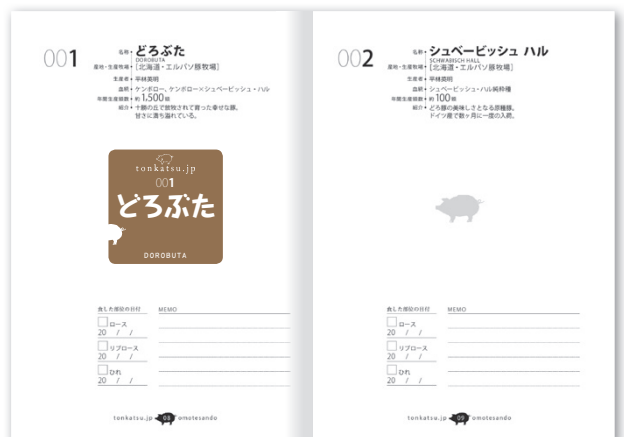 001
名称・どろぶた
DOROBUTA
産地・生産牧場・[北海道・エルパソ豚牧場]
生産者・平林英明
血統・ケンボロー、ケンボロー×シュベービッシュ・ハル
年間生産頭数・約1,500頭
紹介・十勝の丘で放牧されて育った幸せな豚。
甘さに満ち溢れている。
tonkatsu.jp
001
どろぶた
DOROBUTA
食した部位の日付 MEMO
ロース
20 / /
リブロース
20 / /
ひれ
20 / /
tonkatsu.jp 08 omotesando
002
名称・シュベービッシュ ハル
SCHWABISCH HALL
産地・生産牧場・[北海道・エルパソ豚牧場]
生産者・平林英明
血統・シュベービッシュ・ハル純粋種
年間生産頭数・約100頭
紹介・どろ豚の美味しさとなる原種豚。
ドイツ産で数ヶ月に一度の入荷。
食した部位の日付 MEMO
ロース
20 / /
リブロース
20 / /
ひれ
20 / /
tonkatsu.jp 09 omotesando